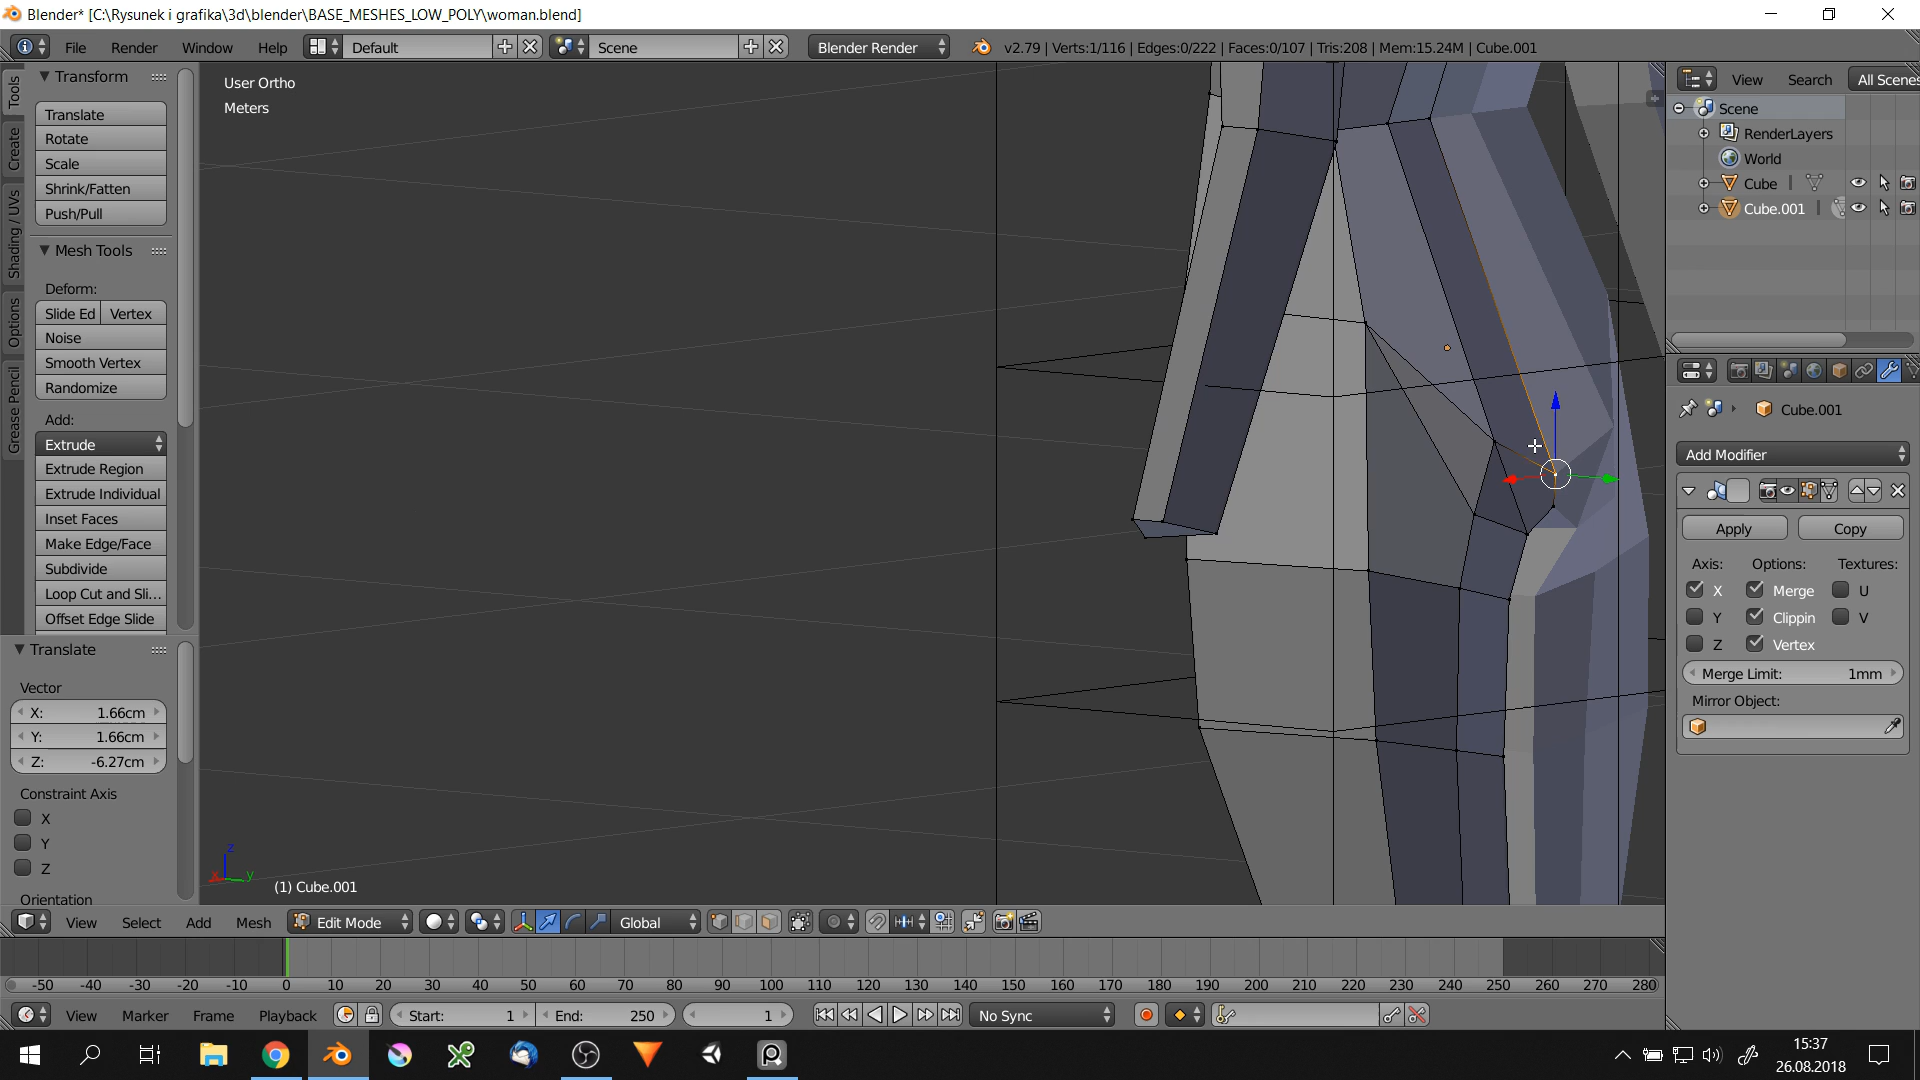 Blender* [C:\Rysunek i grafika\3d\blender\BASE_MESHES_LOW_POLY\woman.blend]
File Render Window Help Default Scene Blender Render v2.79 | Verts:1/116 | Edges:0/222 | Faces:0/107 | Tris:208 | Mem:15.24M | Cube.001
Tools
Create
Shading / UVs
Options
Grease Pencil
Transform
Translate
Rotate
Scale
Shrink/Fatten
Push/Pull
Mesh Tools
Deform:
Slide Ed Vertex
Noise
Smooth Vertex
Randomize
Add:
Extrude
Extrude Region
Extrude Individual
Inset Faces
Make Edge/Face
Subdivide
Loop Cut and Sli...
Offset Edge Slide
Translate
Vector
X: 1.66cm
Y: 1.66cm
Z: -6.27cm
Constraint Axis
X
Y
Z
Orientation
User Ortho
Meters
z
x y
(1) Cube.001
View Search All Scenes
Scene
RenderLayers
World
Cube
Cube.001
Cube.001
Add Modifier
Apply Copy
Axis: Options: Textures:
X Merge U
Y Clippin V
Z Vertex
Merge Limit: 1mm
Mirror Object:
View Select Add Mesh Edit Mode Global
-50 -40 -30 -20 -10 0 10 20 30 40 50 60 70 80 90 100 110 120 130 140 150 160 170 180 190 200 210 220 230 240 250 260 270 280
View Marker Frame Playback Start: 1 End: 250 1 No Sync
15:37
26.08.2018